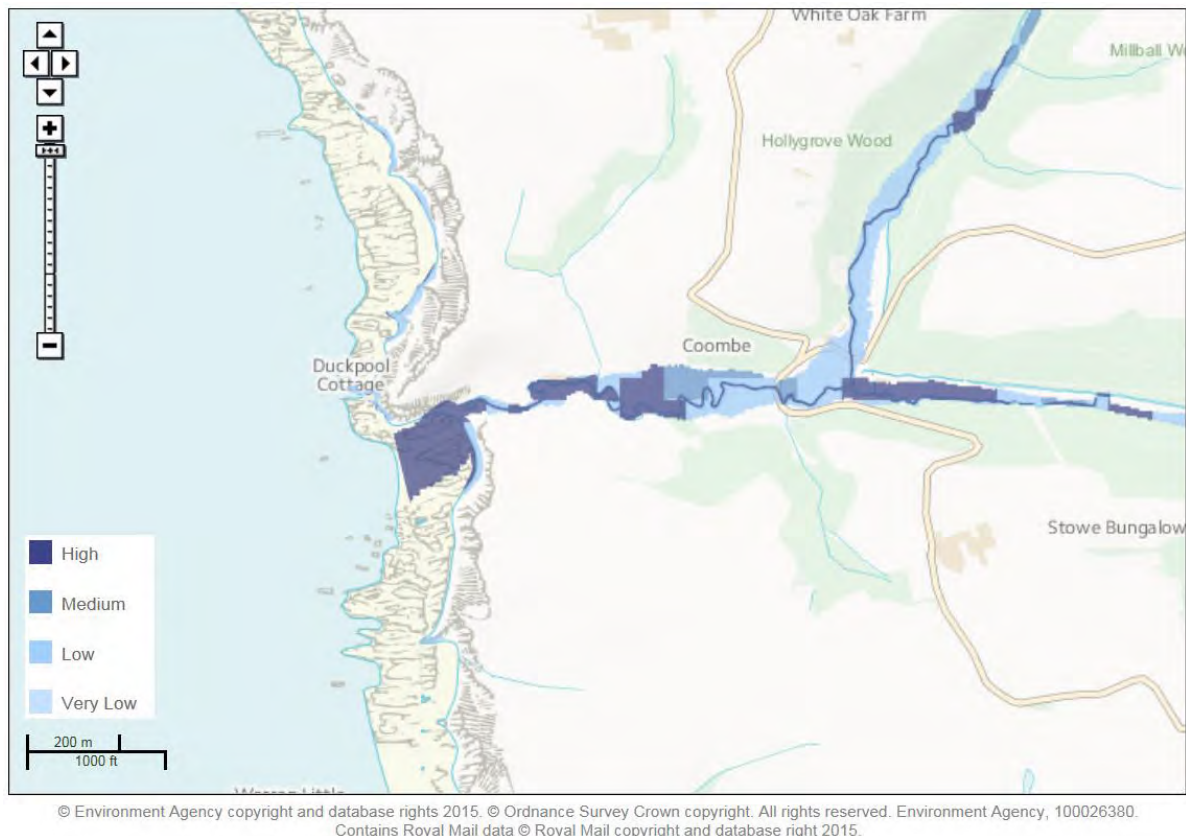 White Oak Farm
Millball
Hollygrove Wood
Coombe
Duckpool
Cottage
Stowe Bungalow
High
Medium
Low
Very Low
200 m
1000 ft
© Environment Agency copyright and database rights 2015. © Ordnance Survey Crown copyright. All rights reserved. Environment Agency, 100026380.
Contains Royal Mail data © Royal Mail copyright and database right 2015.